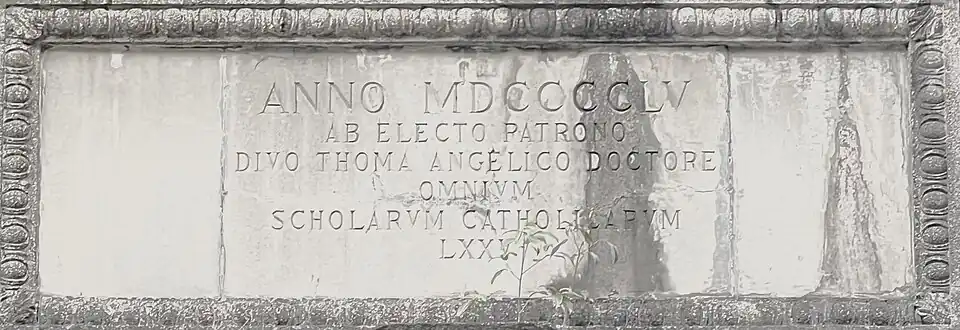 ANNO MDCCCCLV
AB ELECTO PATRONO
DIVO THOMA ANGELICO DOCTORE
OMNIVM
SCHOLARVM CATHOLICARVM
LXXV